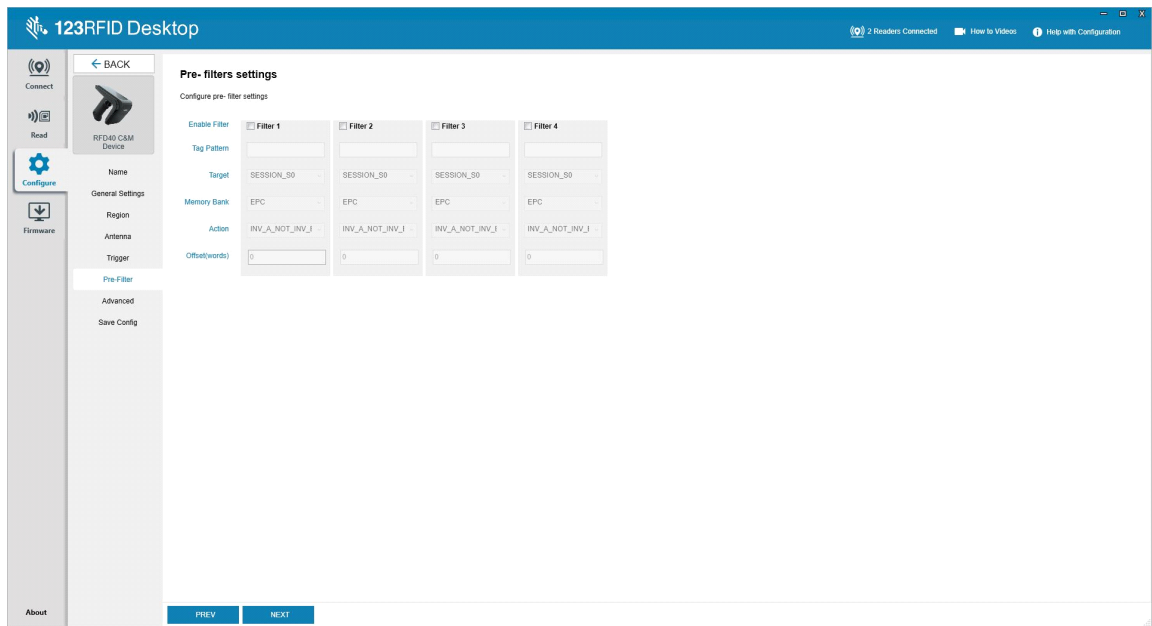 123RFID Desktop
2 Readers Connected How to Videos Help with Configuration
Connect
Read
Configure
Firmware
About
BACK
RFD40 C&M
Device
Name
General Settings
Region
Antenna
Trigger
Pre-Filter
Advanced
Save Config
Pre- filters settings
Configure pre- filter settings
Enable Filter Filter 1 Filter 2 Filter 3 Filter 4
Tag Pattern
Target SESSION_S0 SESSION_S0 SESSION_S0 SESSION_S0
Memory Bank EPC EPC EPC EPC
Action INV_A_NOT_INV_I INV_A_NOT_INV_I INV_A_NOT_INV_I INV_A_NOT_INV_I
Offset(words) 0 0 0 0
PREV NEXT